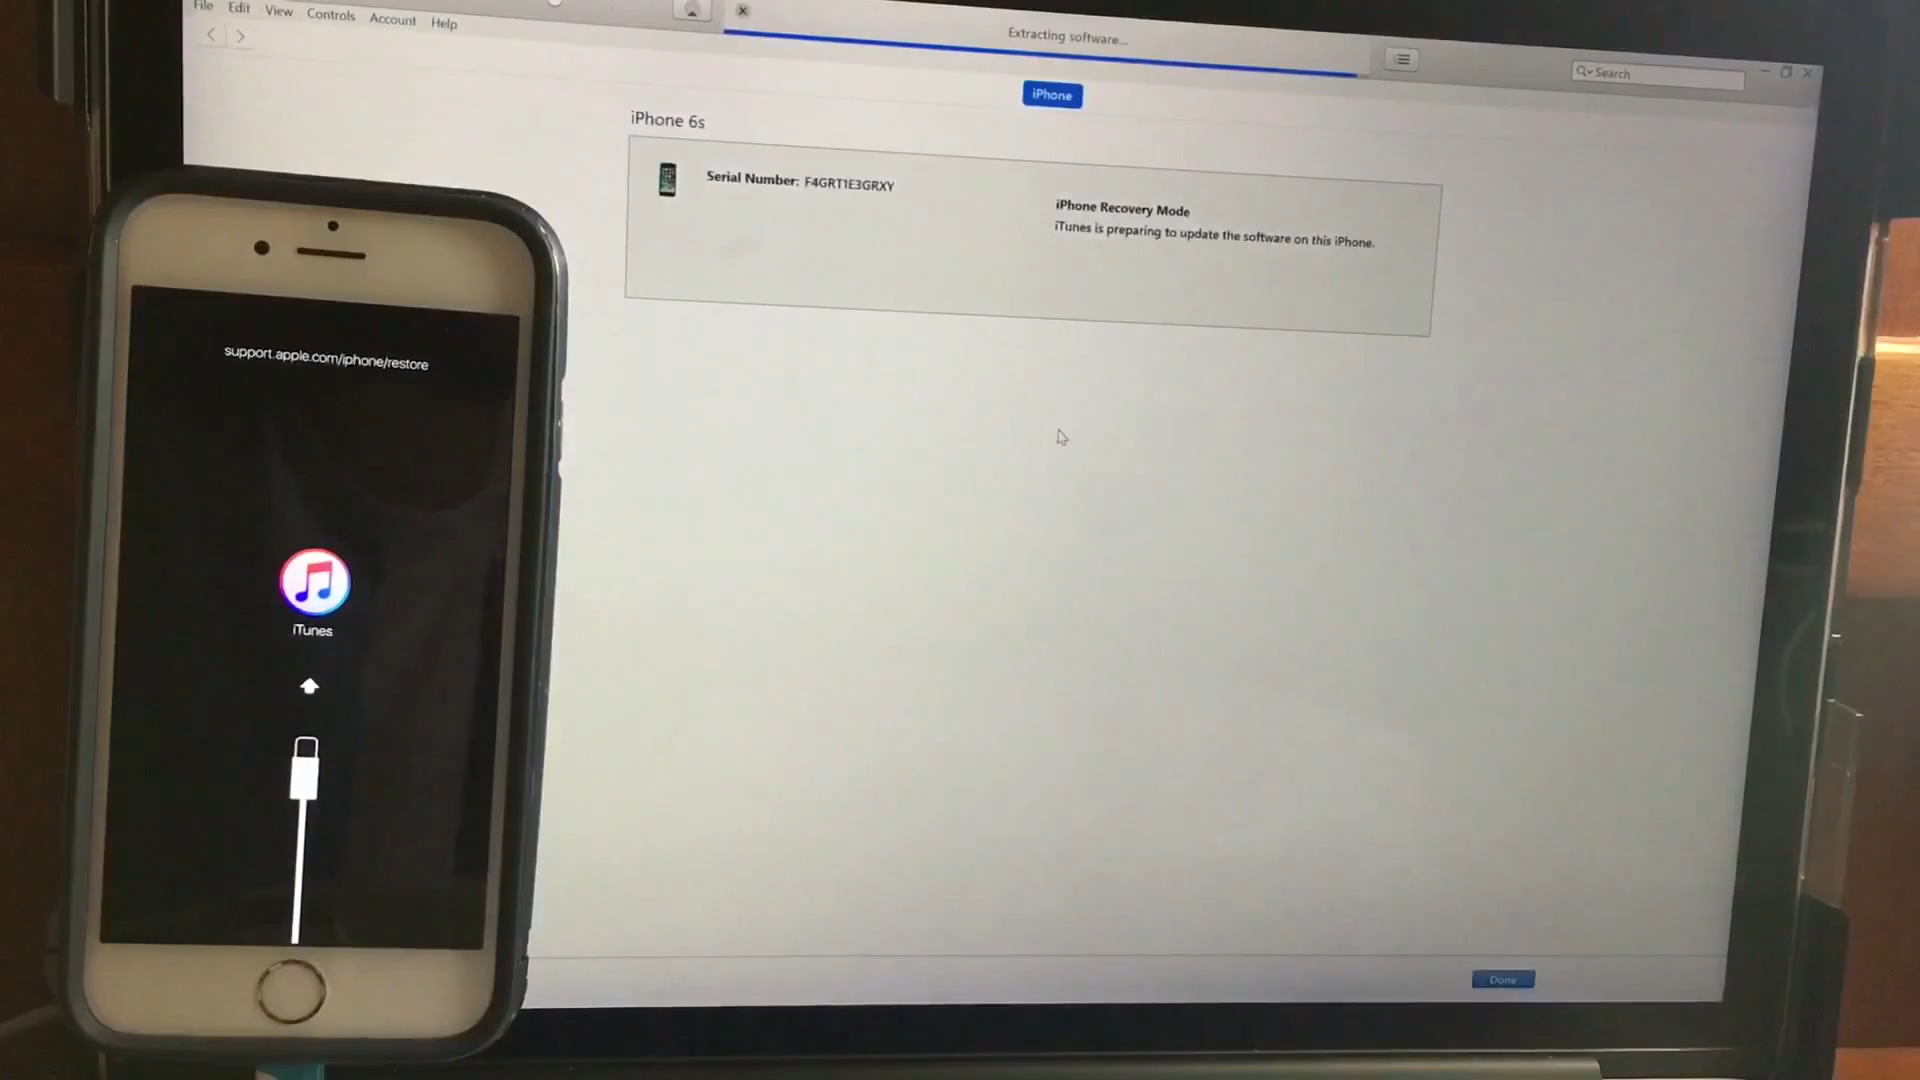 File Edit View Controls Account Help
Extracting software...
Search
iPhone
iPhone 6s
Serial Number: F4GRT1E3GRXY
iPhone Recovery Mode
iTunes is preparing to update the software on this iPhone.
support.apple.com/iphone/restore
iTunes
Done